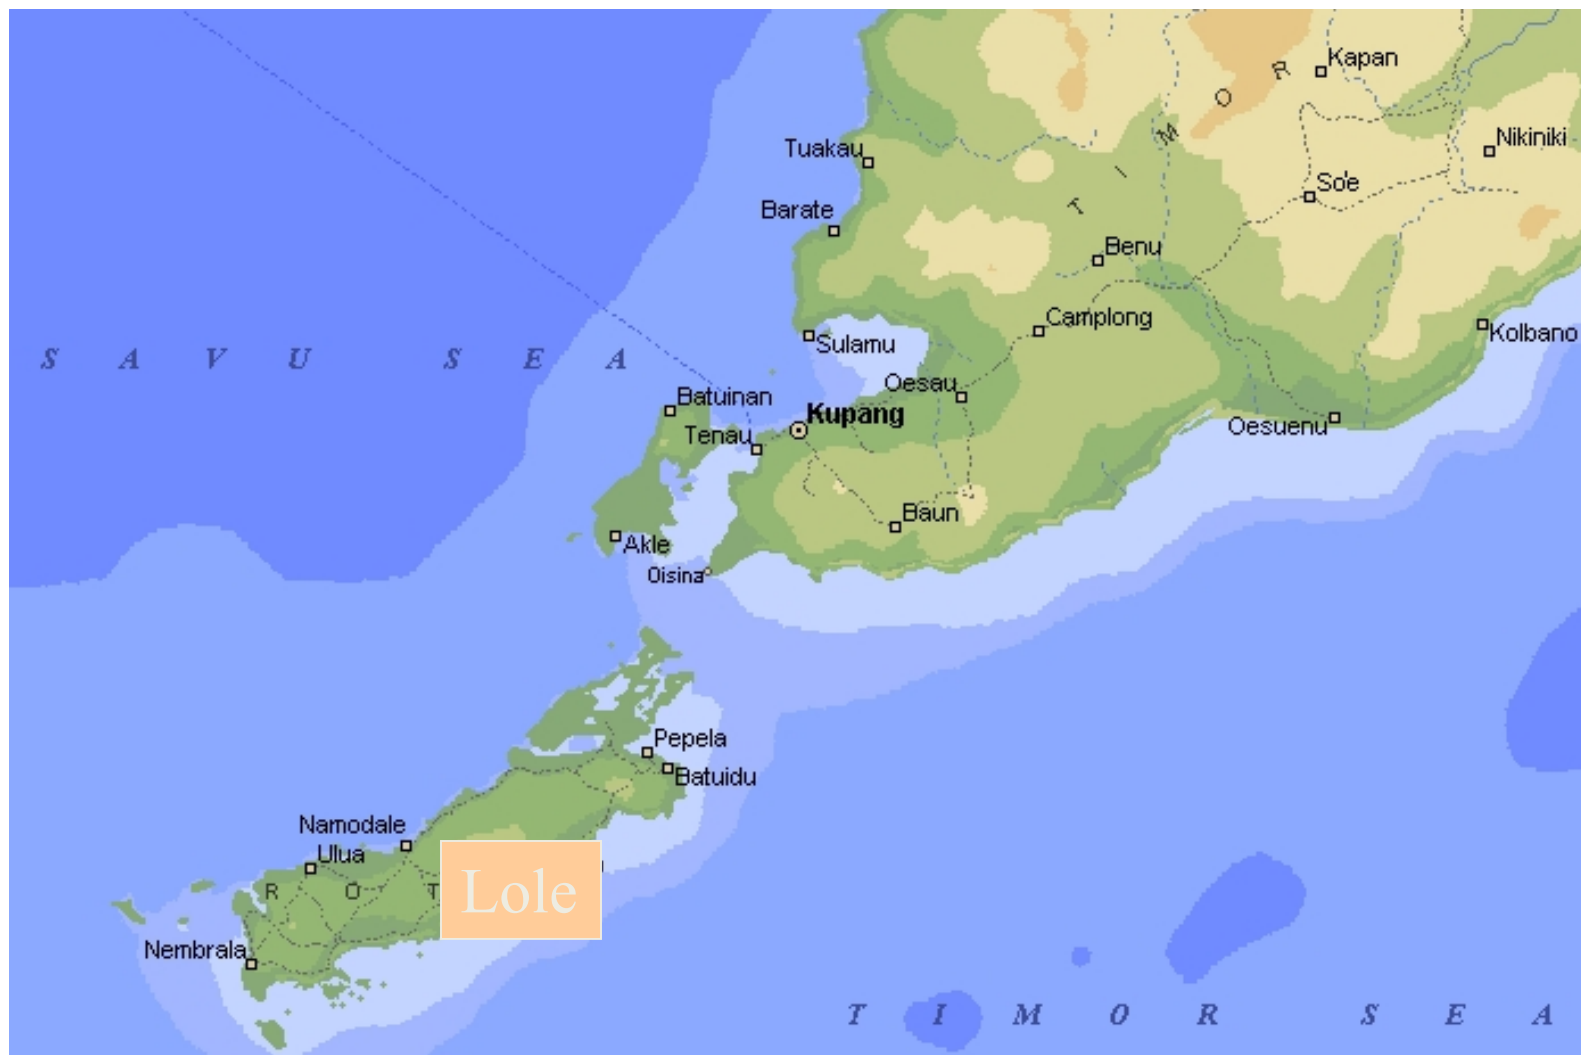 Kapan
T I M O R
Nikiniki
Tuakau
So'e
Barate
Benu
Camplong
Kolbano
Sulamu
S A V U S E A
Oesau
Batuinan
Kupang
Oesuenu
Tenau
Baun
Akle
Oisina
Pepela
Batuidu
Namodale
Ulua
R O T
Lole
Nembrala
T I M O R S E A